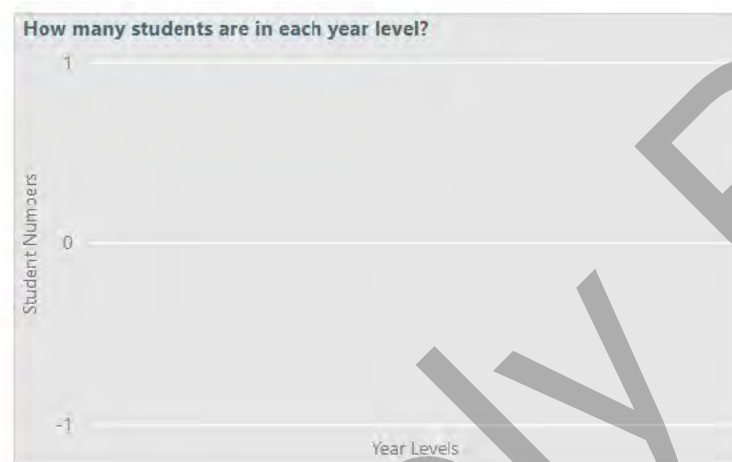 How many students are in each year level?
1
Student Numbers
0
-1
Year Levels